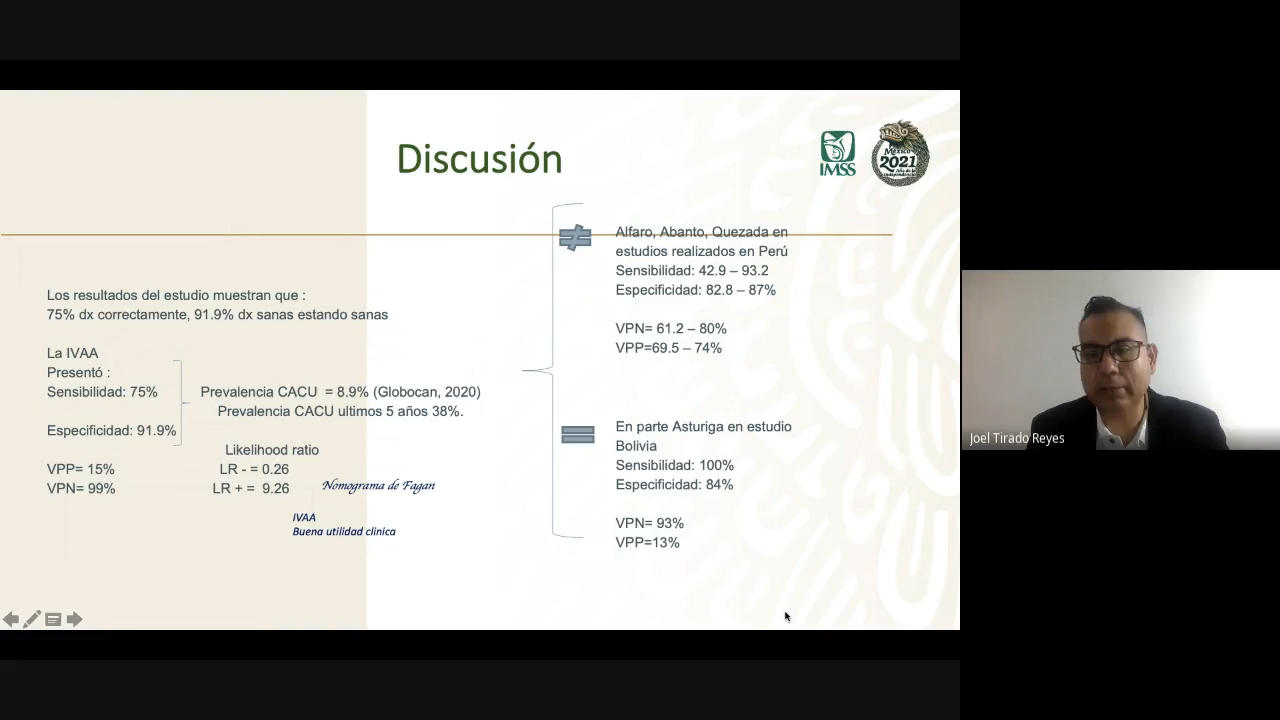 Discusión
IMSS
México
2021
Año de la
Independencia
Los resultados del estudio muestran que :
75% dx correctamente, 91.9% dx sanas estando sanas
La IVAA
Presentó :
Sensibilidad: 75%
Especificidad: 91.9%
VPP= 15%
VPN= 99%
Prevalencia CACU = 8.9% (Globocan, 2020)
Prevalencia CACU ultimos 5 años 38%.
Likelihood ratio
LR - = 0.26
LR + = 9.26
Nomograma de Fagan
IVAA
Buena utilidad clinica
Alfaro, Abanto, Quezada en
estudios realizados en Perú
Sensibilidad: 42.9 – 93.2
Especificidad: 82.8 – 87%
VPN= 61.2 – 80%
VPP=69.5 – 74%
En parte Asturiga en estudio
Bolivia
Sensibilidad: 100%
Especificidad: 84%
VPN= 93%
VPP=13%
Joel Tirado Reyes